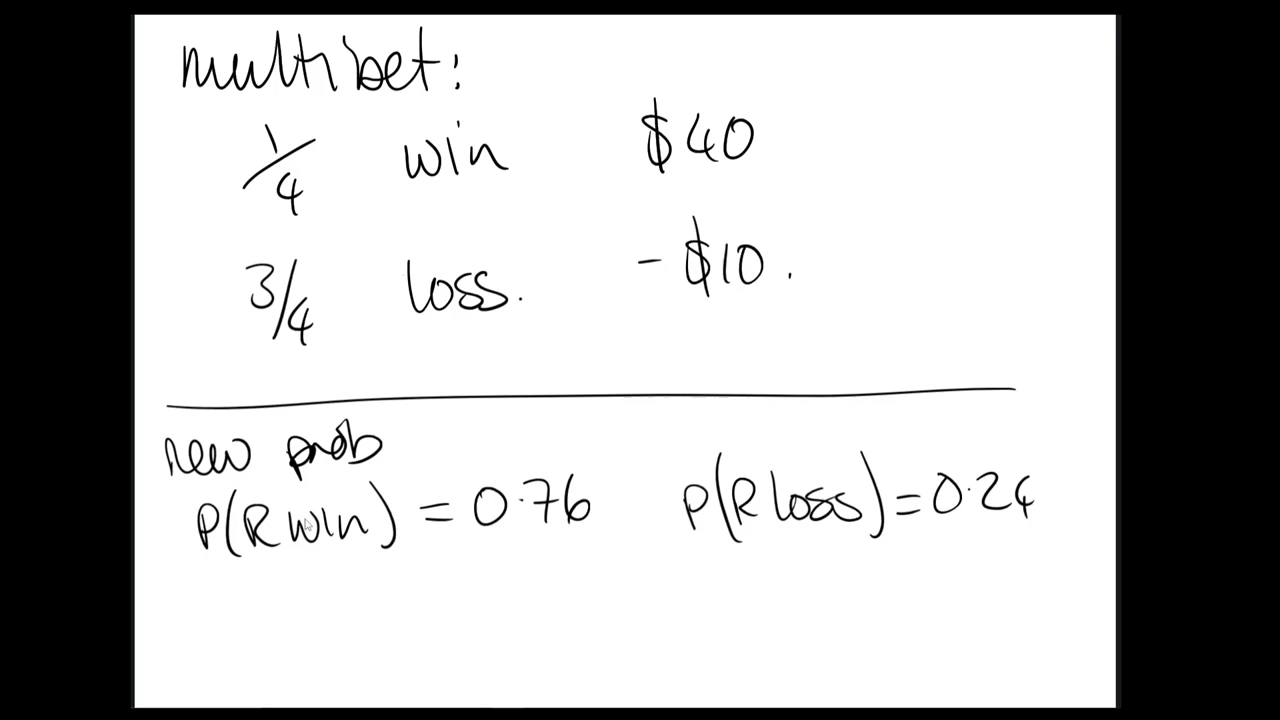 multibet:
1/4 win $40
3/4 loss. - $10.
new prob
P(R win) = 0.76 P(R loss) = 0.24